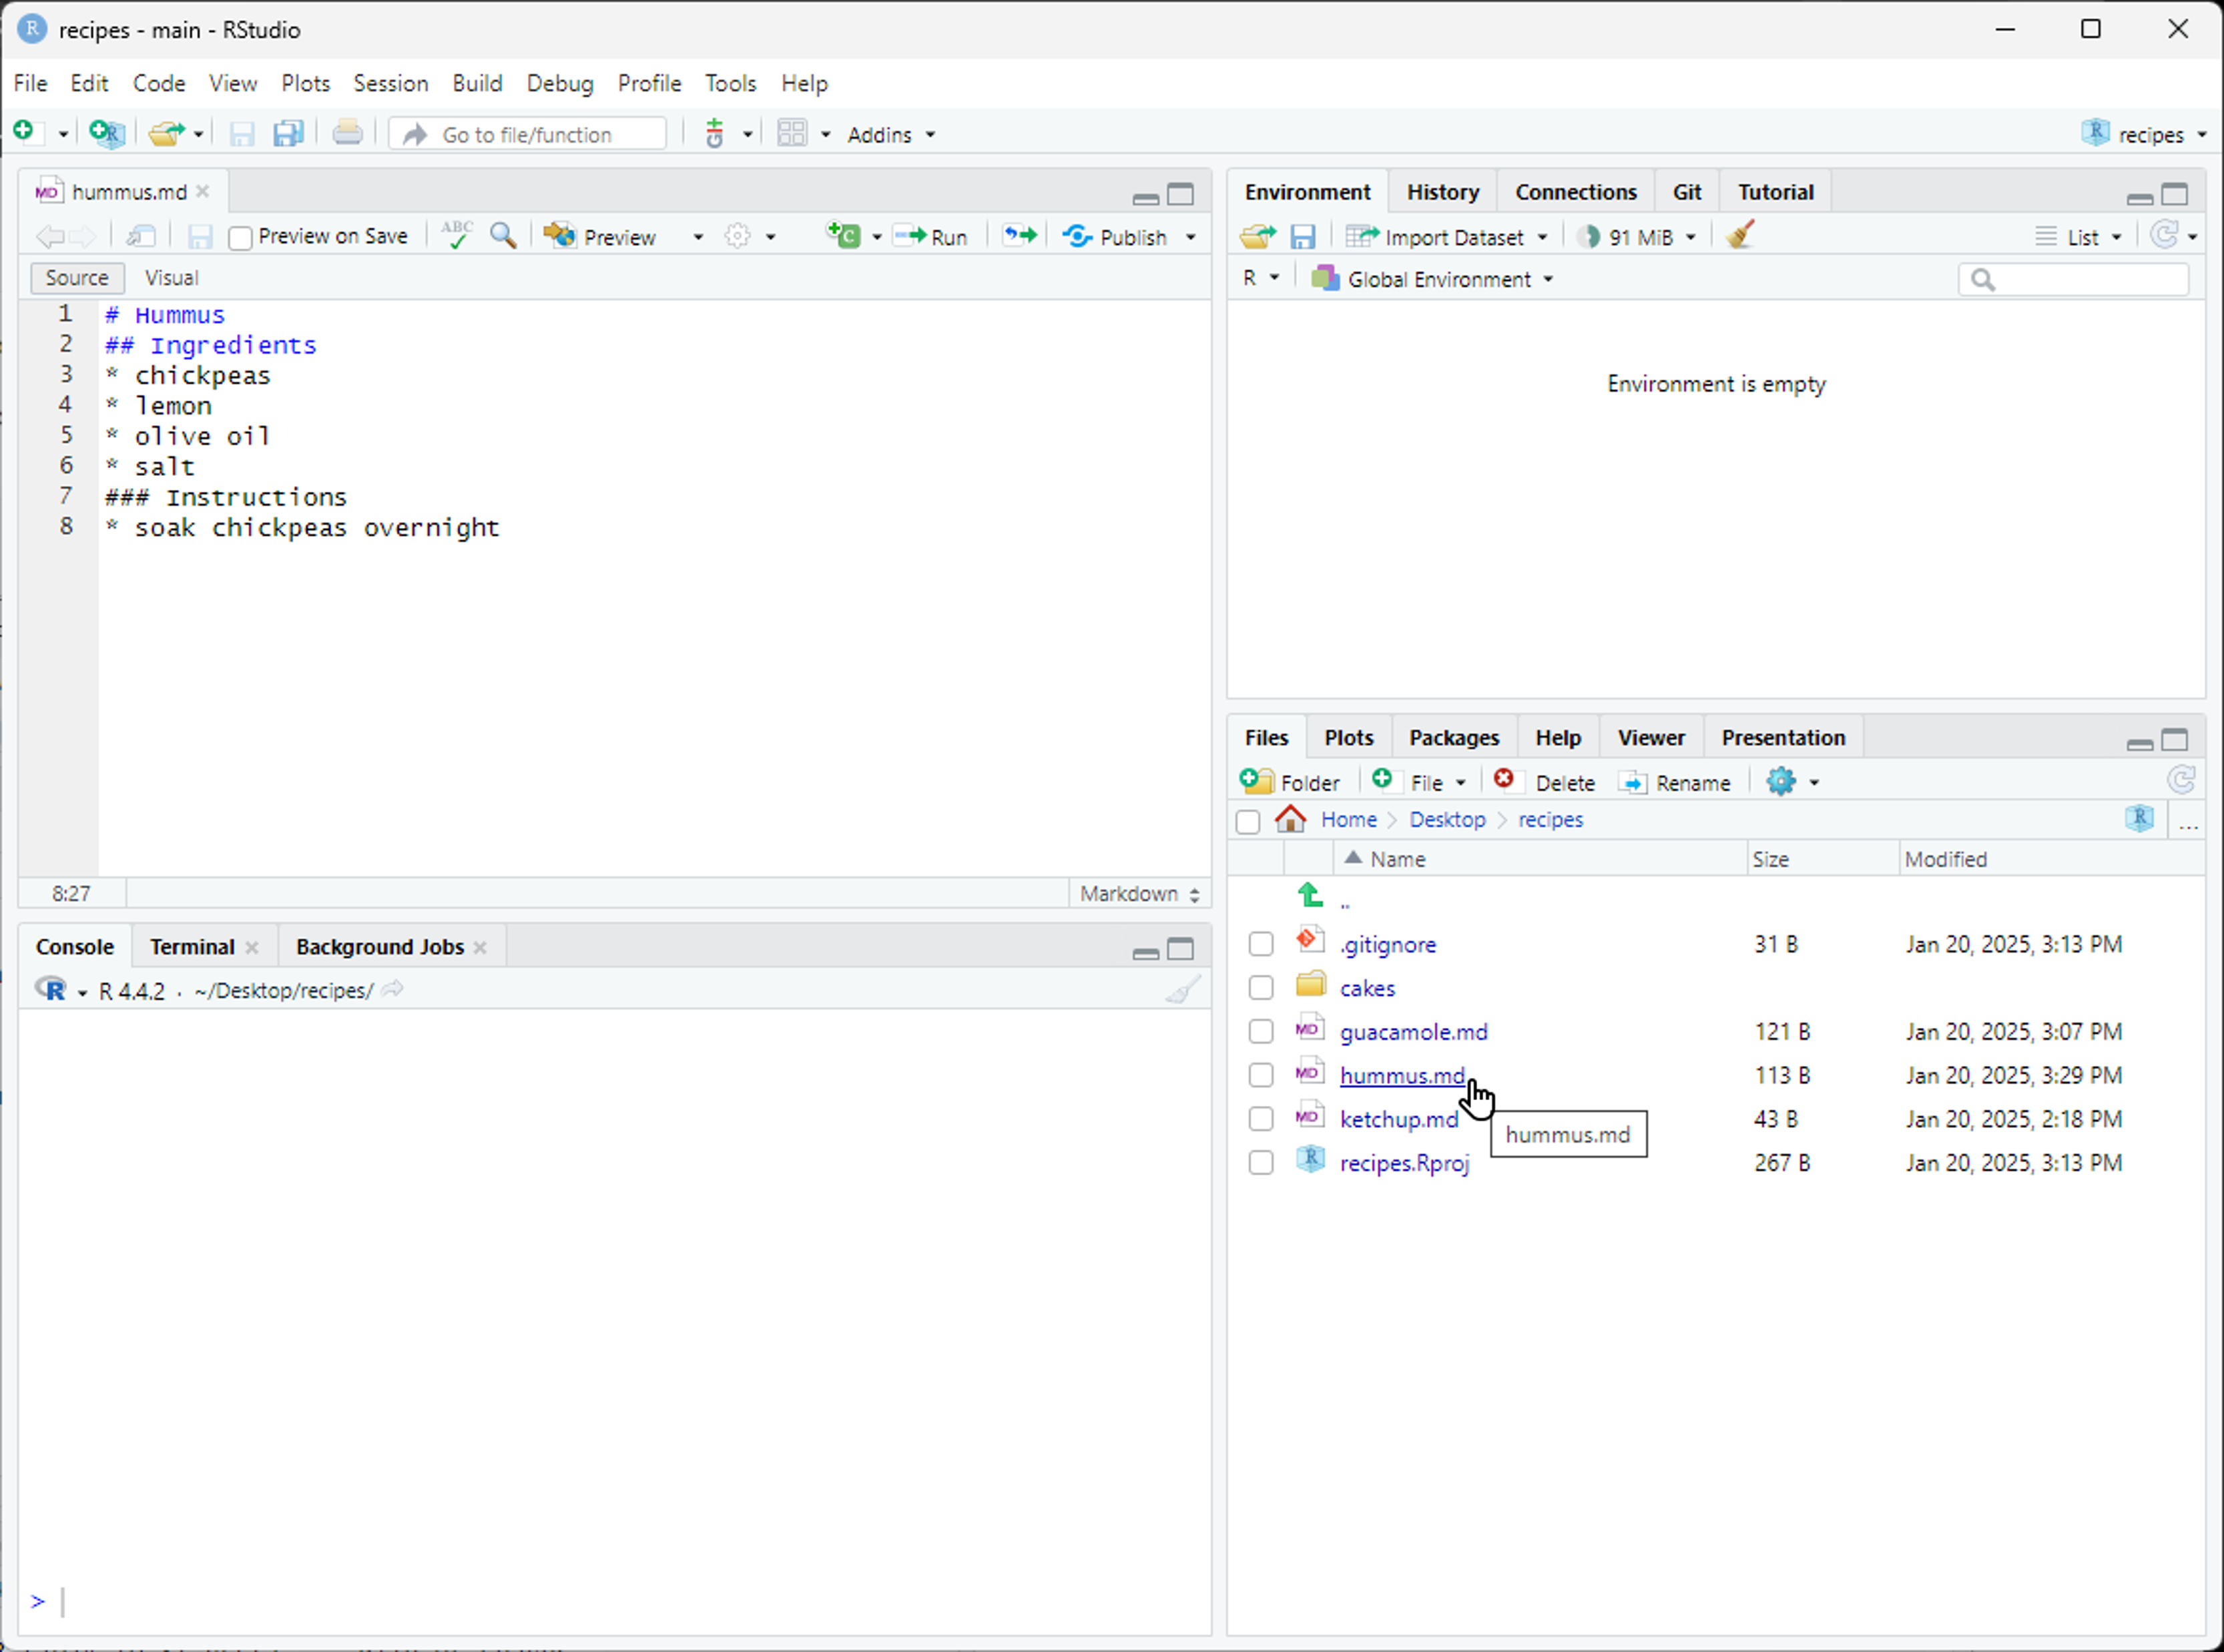 recipes - main - RStudio
File Edit Code View Plots Session Build Debug Profile Tools Help
Go to file/function Addins recipes
hummus.md
Preview on Save ABC Preview Run Publish
Source Visual
1 # Hummus
2 ## Ingredients
3 * chickpeas
4 * lemon
5 * olive oil
6 * salt
7 ### Instructions
8 * soak chickpeas overnight
8:27 Markdown
Console Terminal Background Jobs
R 4.4.2 · ~/Desktop/recipes/
>
Environment History Connections Git Tutorial
Import Dataset 91 MiB List
R Global Environment
Environment is empty
Files Plots Packages Help Viewer Presentation
Folder File Delete Rename
Home Desktop recipes ...
Name Size Modified
..
.gitignore 31 B Jan 20, 2025, 3:13 PM
cakes
guacamole.md 121 B Jan 20, 2025, 3:07 PM
hummus.md 113 B Jan 20, 2025, 3:29 PM
ketchup.md 43 B Jan 20, 2025, 2:18 PM
hummus.md
recipes.Rproj 267 B Jan 20, 2025, 3:13 PM